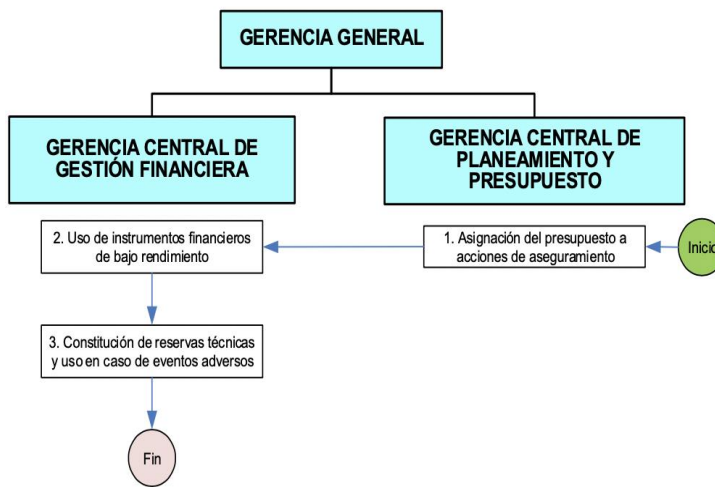 GERENCIA GENERAL
GERENCIA CENTRAL DE
GESTIÓN FINANCIERA
GERENCIA CENTRAL DE
PLANEAMIENTO Y
PRESUPUESTO
2. Uso de instrumentos financieros
de bajo rendimiento
1. Asignación del presupuesto a
acciones de aseguramiento
Inicio
3. Constitución de reservas técnicas
y uso en caso de eventos adversos
Fin